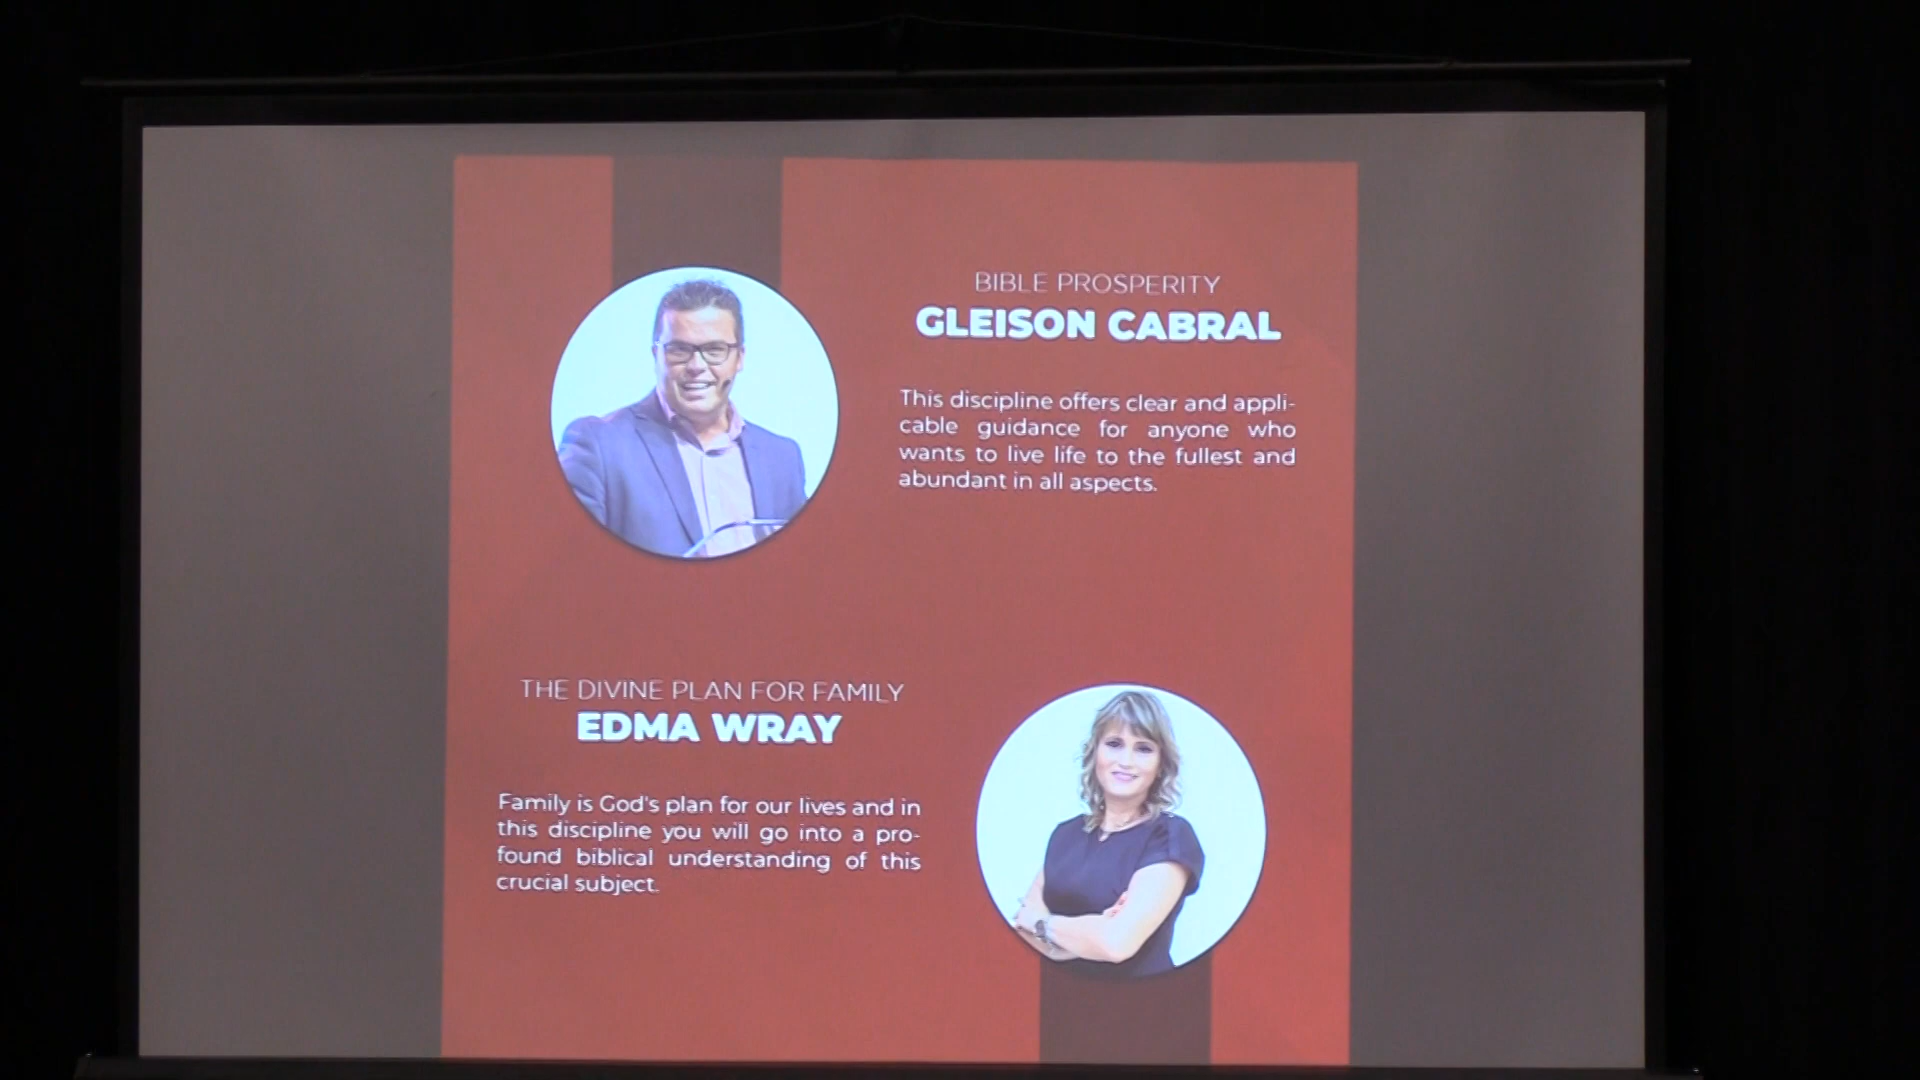 BIBLE PROSPERITY
GLEISON CABRAL
This discipline offers clear and appli-
cable guidance for anyone who
wants to live life to the fullest and
abundant in all aspects.
THE DIVINE PLAN FOR FAMILY
EDMA WRAY
Family is God's plan for our lives and in
this discipline you will go into a pro-
found biblical understanding of this
crucial subject.